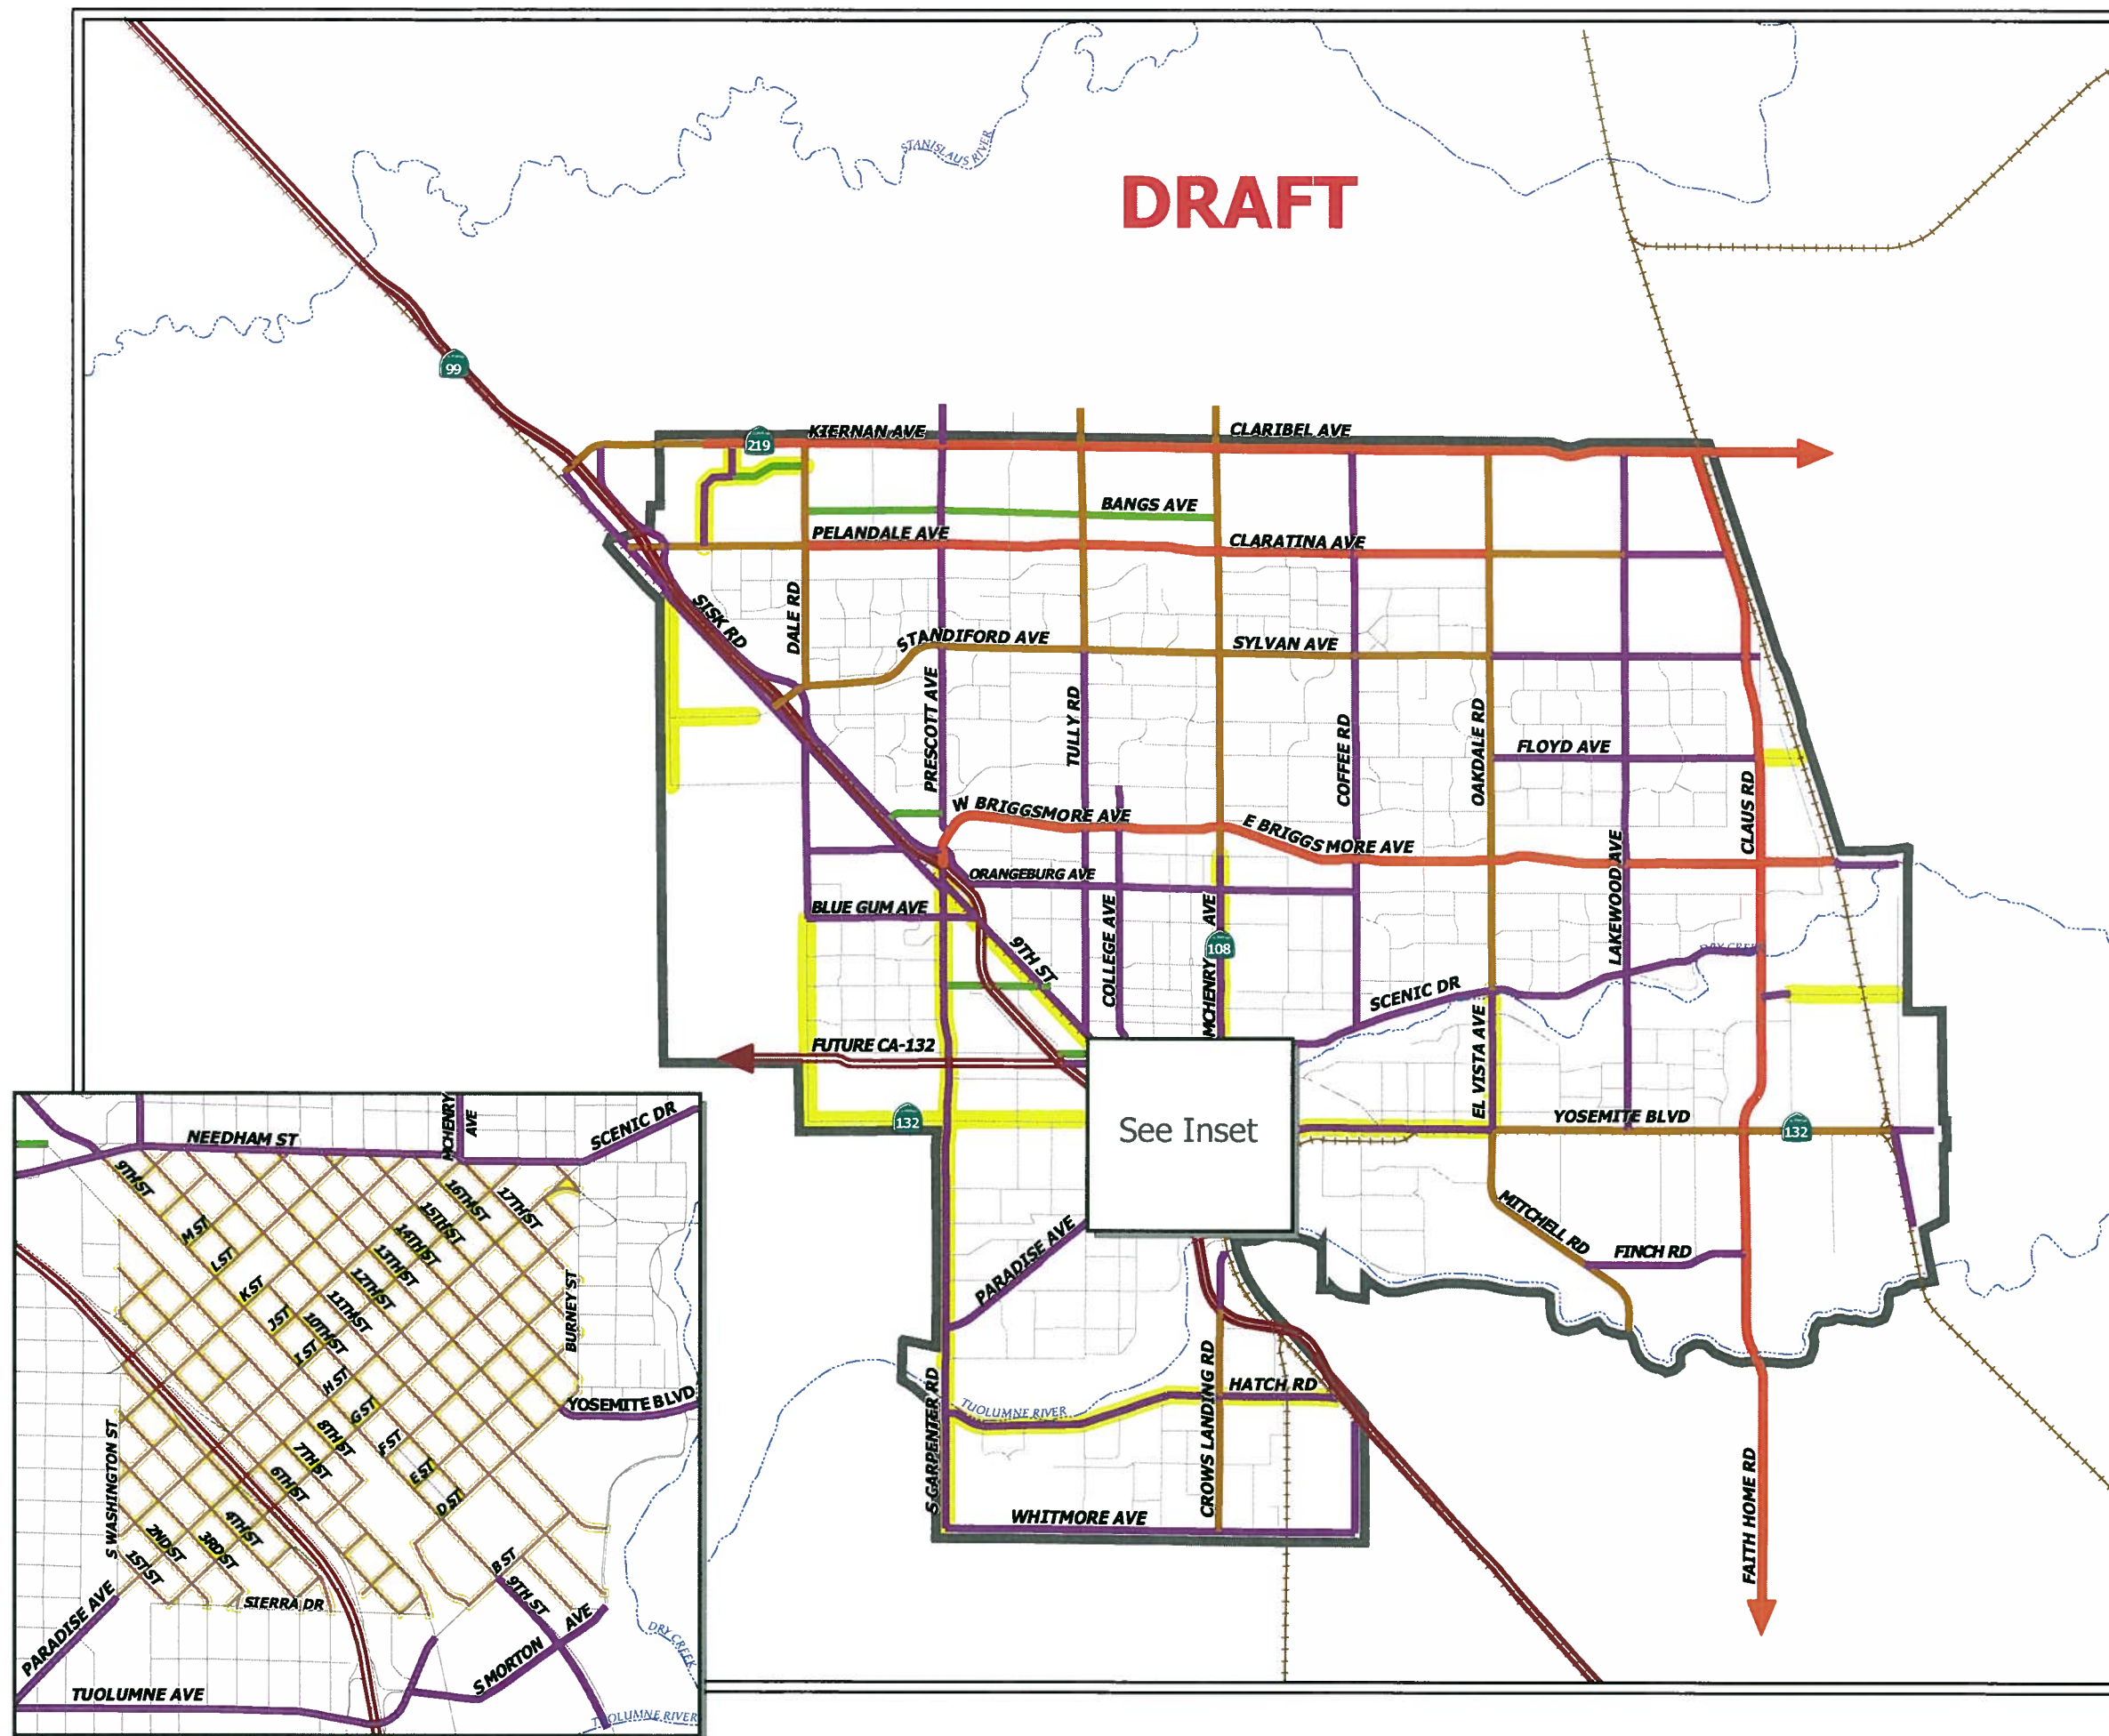 STANISLAUS RIVER
DRAFT
99
219
KIERNAN AVE
CLARIBEL AVE
BANGS AVE
PELANDALE AVE
CLARATINA AVE
SISK RD
DALE RD
STANDIFORD AVE
SYLVAN AVE
PRESCOTT AVE
TULLY RD
COFFEE RD
OAKDALE RD
FLOYD AVE
CLAUS RD
W BRIGGSMORE AVE
E BRIGGSMORE AVE
LAKEWOOD AVE
ORANGEBURG AVE
BLUE GUM AVE
9TH ST
COLLEGE AVE
MCHENRY AVE
108
DRY CREEK
SCENIC DR
EL VISTA AVE
FUTURE CA-132
132
See Inset
YOSEMITE BLVD
132
MITCHELL RD
FINCH RD
PARADISE AVE
S CARPENTER RD
TUOLUMNE RIVER
CROWS LANDING RD
HATCH RD
WHITMORE AVE
FAITH HOME RD
NEEDHAM ST
MCHENRY AVE
SCENIC DR
9TH ST
M ST
L ST
K ST
J ST
I ST
H ST
G ST
F ST
E ST
D ST
B ST
17TH ST
16TH ST
15TH ST
14TH ST
13TH ST
12TH ST
11TH ST
10TH ST
8TH ST
7TH ST
6TH ST
4TH ST
3RD ST
2ND ST
1ST ST
BURNEY ST
YOSEMITE BLVD
S WASHINGTON ST
SIERRA DR
PARADISE AVE
9TH ST
S MORTON AVE
TUOLUMNE AVE
DRY CREEK
TUOLUMNE RIVER